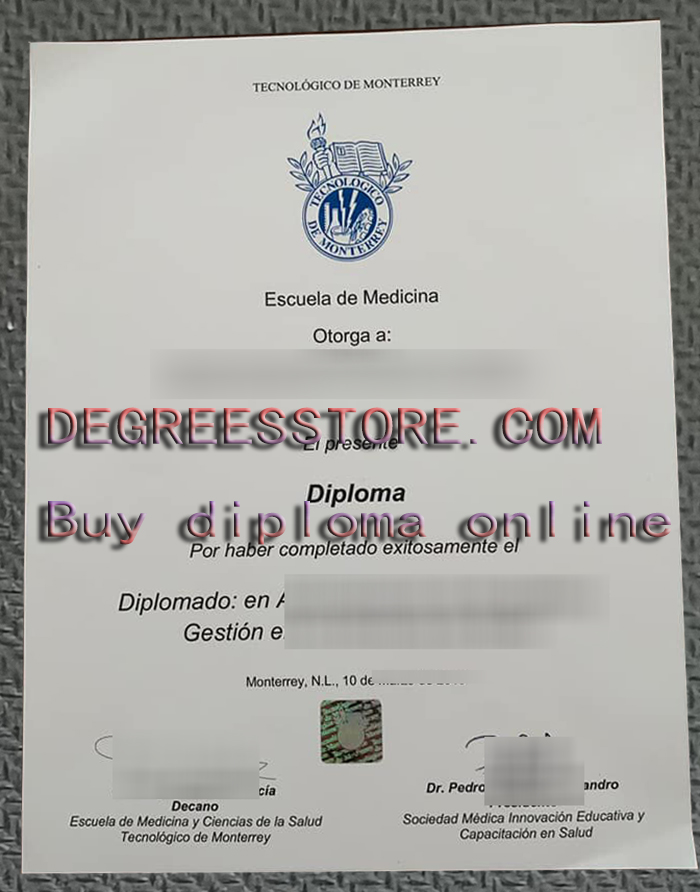 TECNOLÓGICO DE MONTERREY
TECNOLOGICO
DE MONTERREY
Escuela de Medicina
Otorga a:
DEGREESSTORE. COM
El presente
Diploma
Buy diploma online
Por haber completado exitosamente el
Diplomado: en A
Gestión e
Monterrey, N.L., 10 de
cía
Decano
Escuela de Medicina y Ciencias de la Salud
Tecnológico de Monterrey
Dr. Pedro andro
Sociedad Médica Innovación Educativa y
Capacitación en Salud